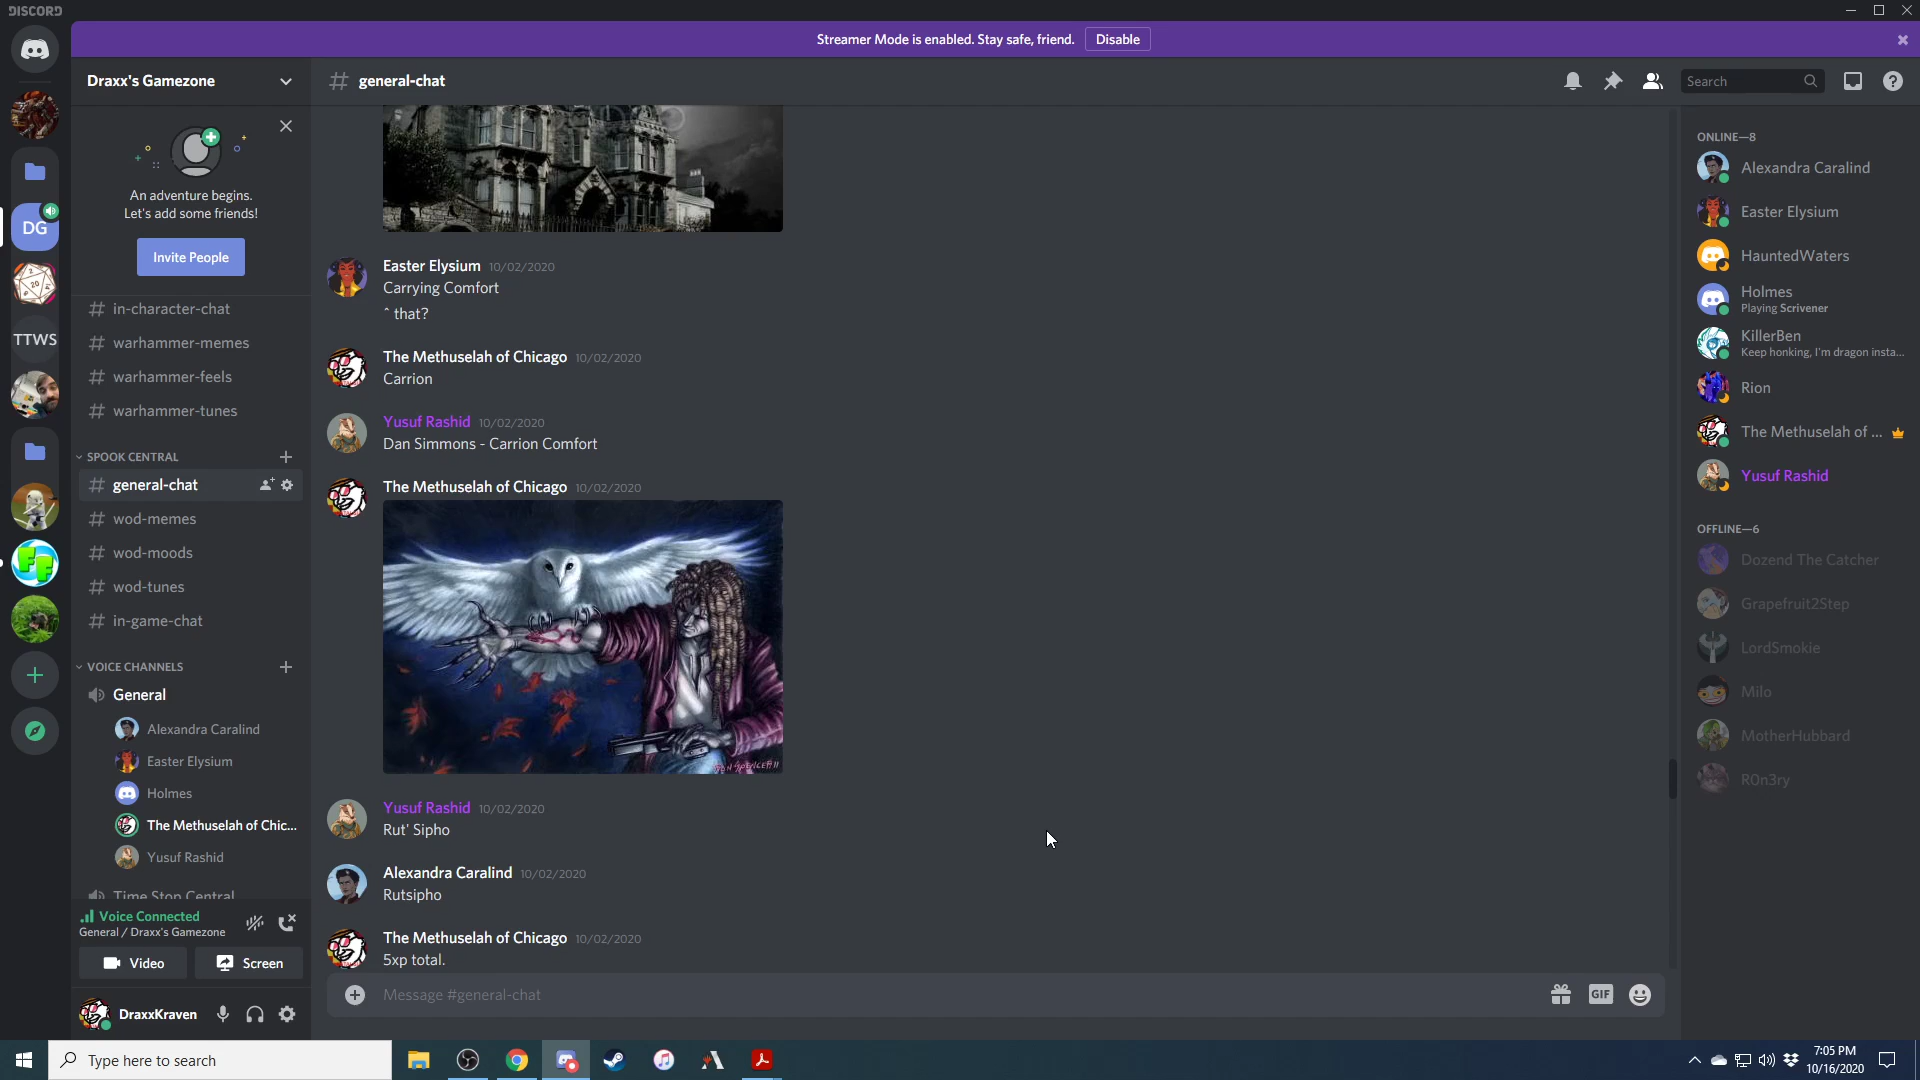 DISCORD
Streamer Mode is enabled. Stay safe, friend.
Disable
Draxx's Gamezone
general-chat
Search
An adventure begins.
Let's add some friends!
Invite People
in-character-chat
warhammer-memes
warhammer-feels
warhammer-tunes
SPOOK CENTRAL
general-chat
wod-memes
wod-moods
wod-tunes
in-game-chat
VOICE CHANNELS
General
Alexandra Caralind
Easter Elysium
Holmes
The Methuselah of Chic...
Yusuf Rashid
Time Stop Central
Voice Connected
General / Draxx's Gamezone
Video
Screen
DraxxKraven
DG
20
TTWS
FF
Easter Elysium 10/02/2020
Carrying Comfort
^ that?
The Methuselah of Chicago 10/02/2020
Carrion
Yusuf Rashid 10/02/2020
Dan Simmons - Carrion Comfort
The Methuselah of Chicago 10/02/2020
Yusuf Rashid 10/02/2020
Rut' Sipho
Alexandra Caralind 10/02/2020
Rutsipho
The Methuselah of Chicago 10/02/2020
5xp total.
Message #general-chat
GIF
ONLINE—8
Alexandra Caralind
Easter Elysium
HauntedWaters
Holmes
Playing Scrivener
KillerBen
Keep honking, I'm dragon insta...
Rion
The Methuselah of ...
Yusuf Rashid
OFFLINE—6
Dozend The Catcher
Grapefruit2Step
LordSmokie
Milo
MotherHubbard
R0n3ry
Type here to search
7:05 PM
10/16/2020